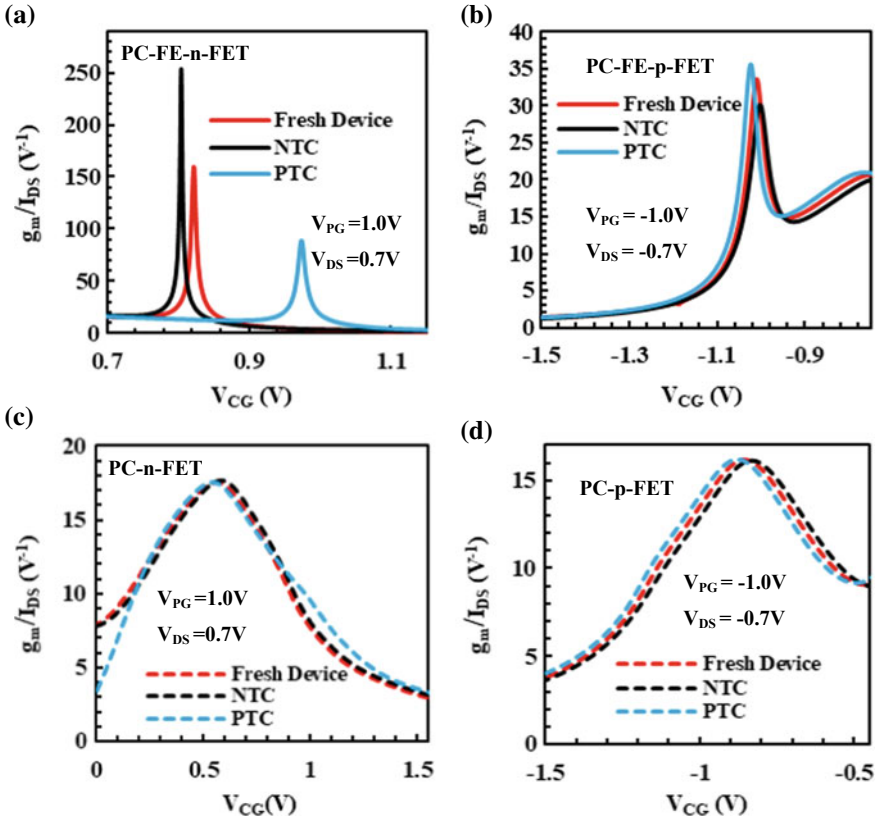 (a)
PC-FE-n-FET
Fresh Device
NTC
PTC
V_PG = 1.0V
V_DS = 0.7V
g_m/I_DS (V^-1)
250
200
150
100
50
0
0.7 0.9 1.1
V_CG (V)
(b)
PC-FE-p-FET
Fresh Device
NTC
PTC
V_PG = -1.0V
V_DS = -0.7V
g_m/I_DS (V^-1)
40
35
30
25
20
15
10
5
0
-1.5 -1.3 -1.1 -0.9
V_CG (V)
(c)
PC-n-FET
V_PG =1.0V
V_DS = 0.7V
Fresh Device
NTC
PTC
g_m/I_DS (V^-1)
20
15
10
5
0
0 0.5 1 1.5
V_CG(V)
(d)
PC-p-FET
V_PG = -1.0V
V_DS = -0.7V
Fresh Device
NTC
PTC
g_m/I_DS (V^-1)
16
12
8
4
0
-1.5 -1 -0.5
V_CG (V)